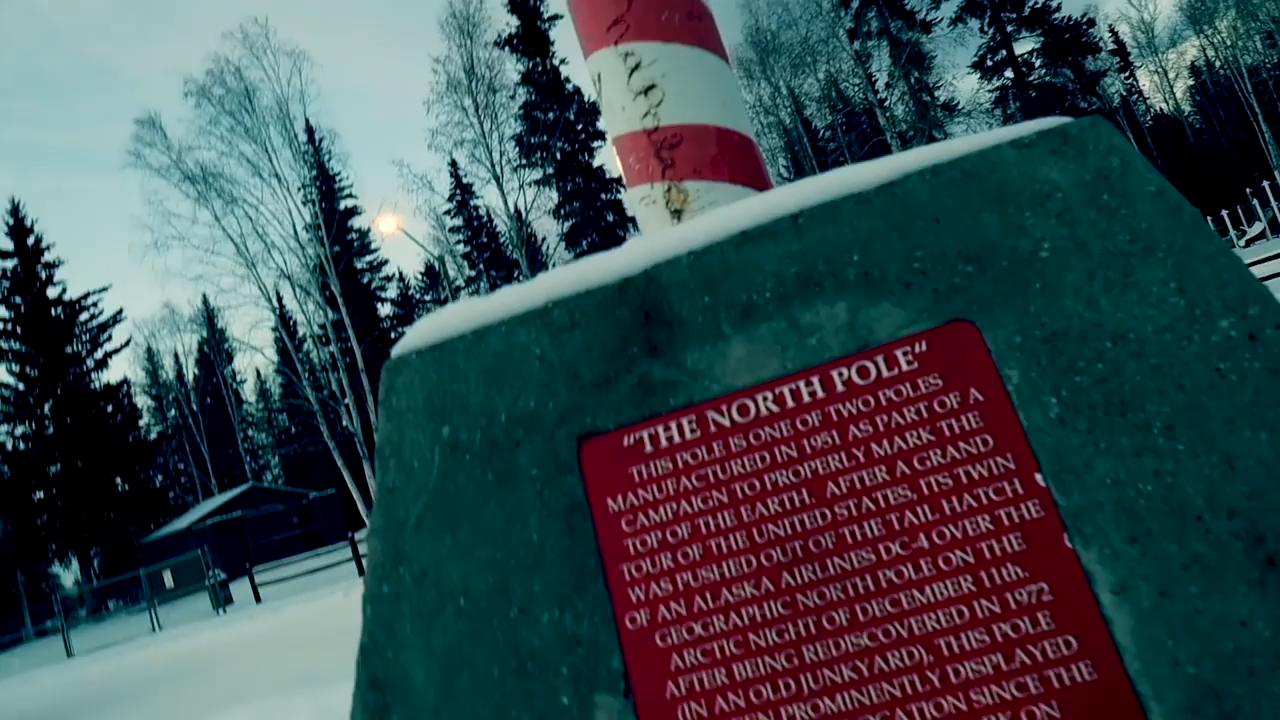 "THE NORTH POLE"
THIS POLE IS ONE OF TWO POLES
MANUFACTURED IN 1951 AS PART OF A
CAMPAIGN TO PROPERLY MARK THE
TOP OF THE EARTH. AFTER A GRAND
TOUR OF THE UNITED STATES, ITS TWIN
WAS PUSHED OUT OF THE TAIL HATCH
OF AN ALASKA AIRLINES DC-4 OVER THE
GEOGRAPHIC NORTH POLE ON THE
ARCTIC NIGHT OF DECEMBER 11th.
AFTER BEING REDISCOVERED IN 1972
(IN AN OLD JUNKYARD), THIS POLE
PROMINENTLY DISPLAYED
SINCE THE
ON